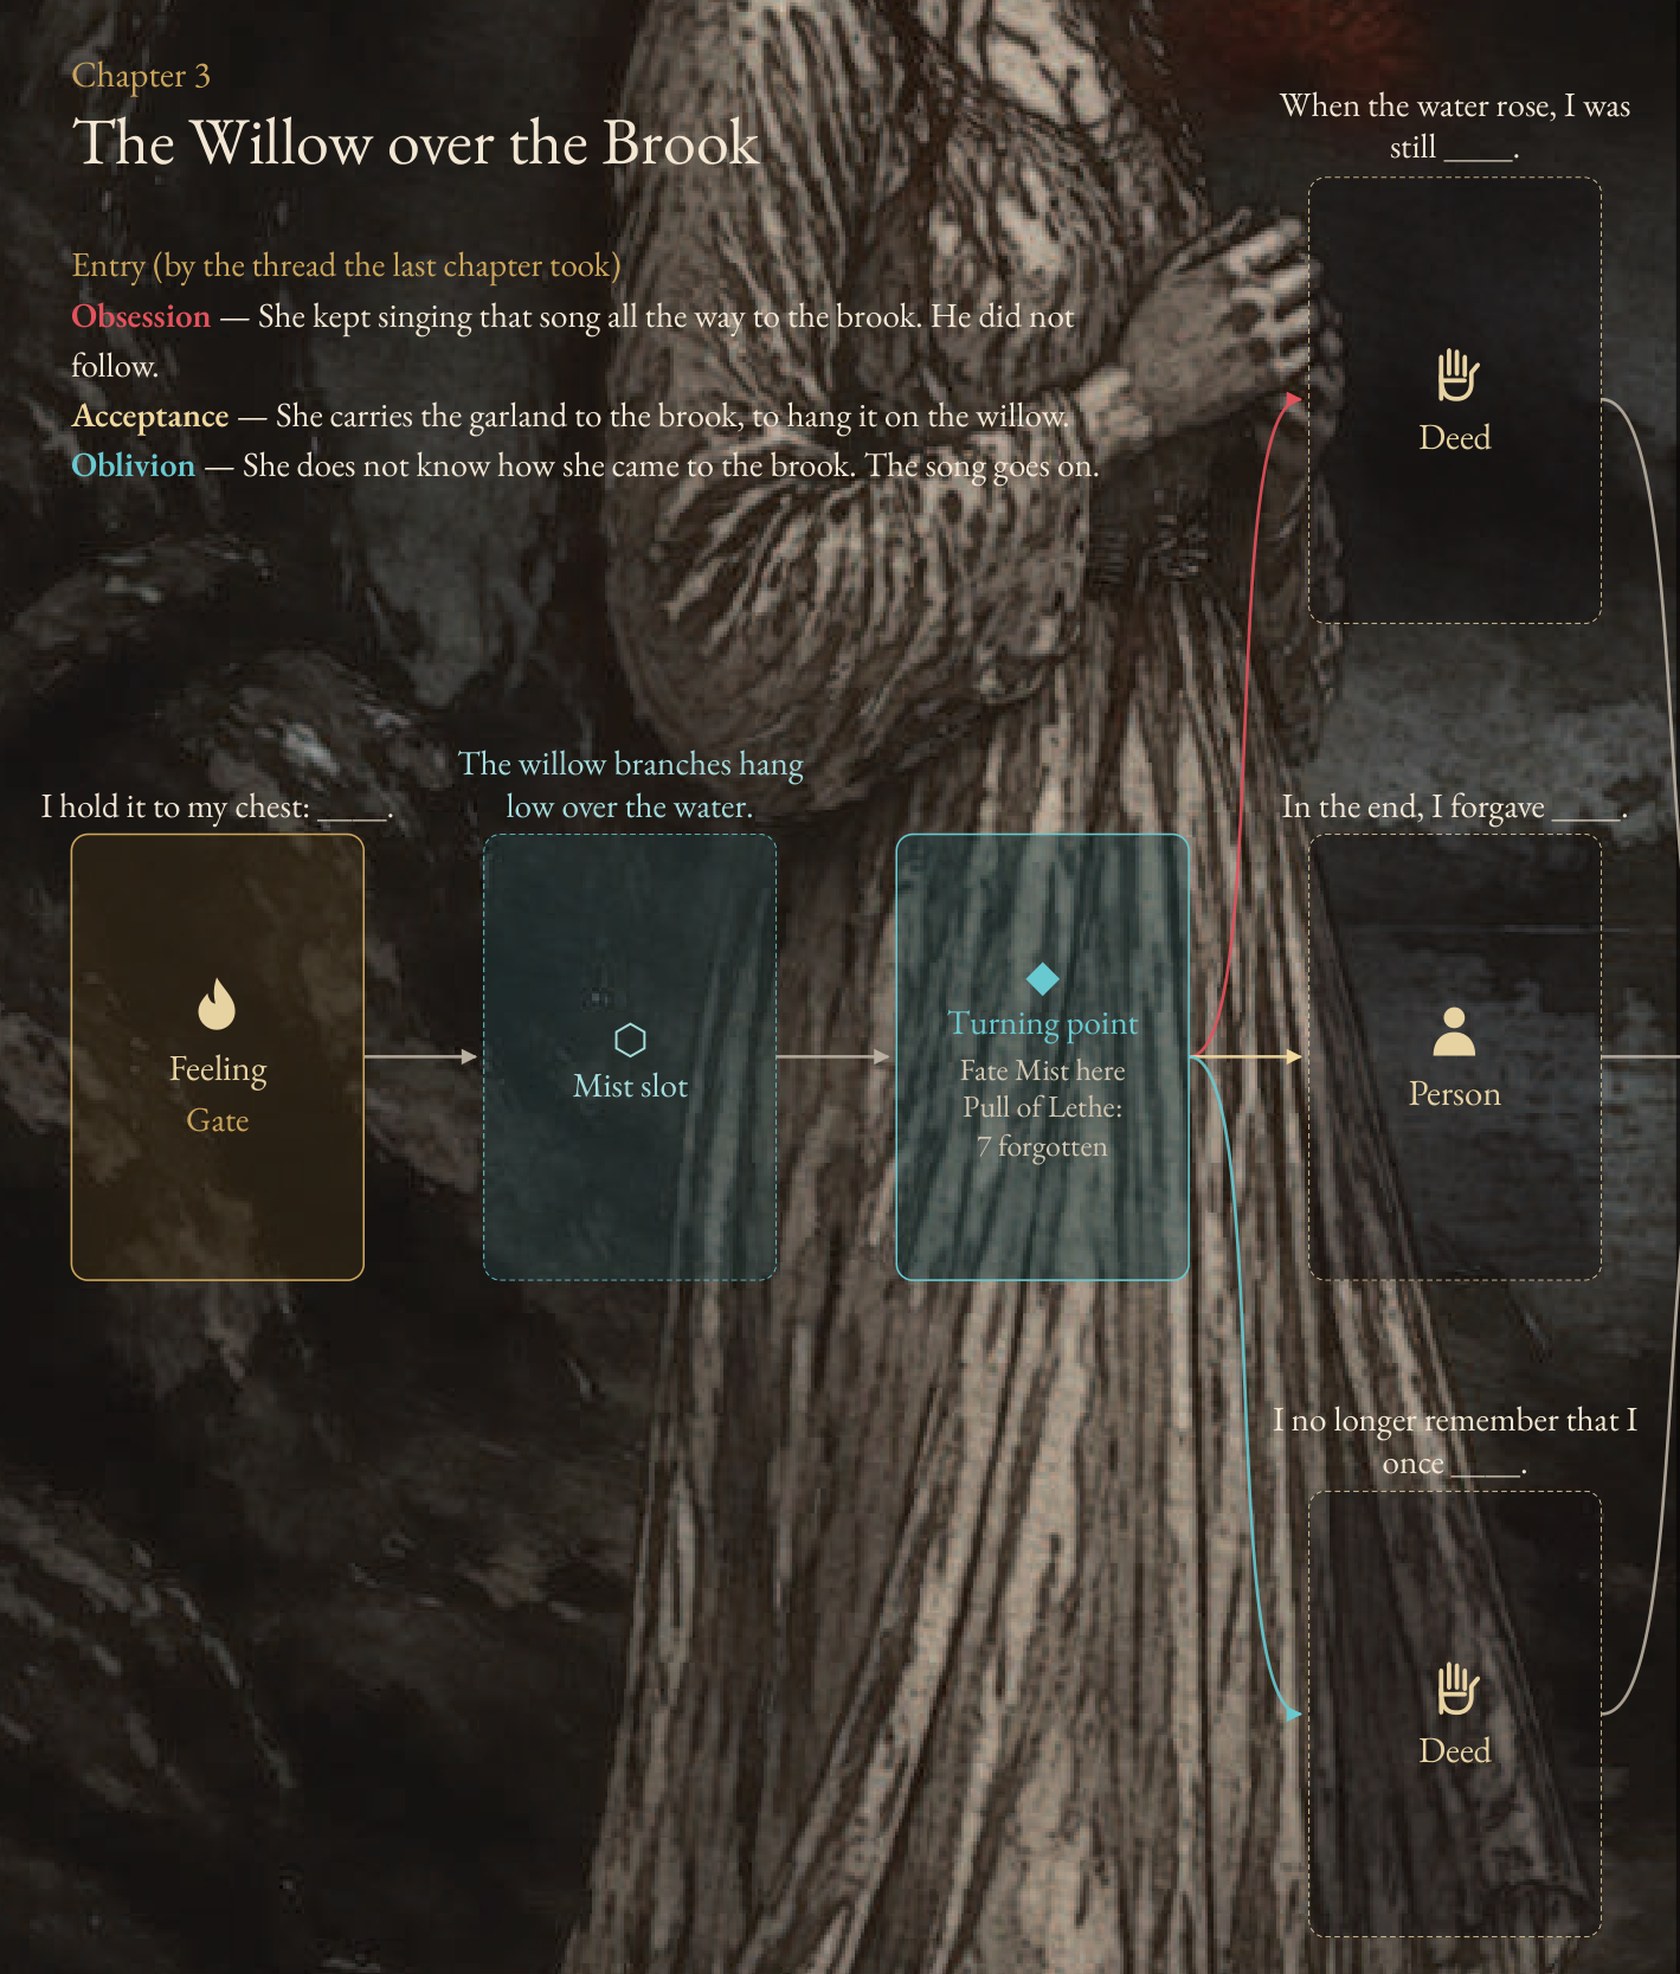 Chapter 3
The Willow over the Brook
Entry (by the thread the last chapter took)
Obsession — She kept singing that song all the way to the brook. He did not
follow.
Acceptance — She carries the garland to the brook, to hang it on the willow.
Oblivion — She does not know how she came to the brook. The song goes on.
When the water rose, I was
still _____.
Deed
I hold it to my chest: _____.
Feeling
Gate
The willow branches hang
low over the water.
Mist slot
Turning point
Fate Mist here
Pull of Lethe:
7 forgotten
In the end, I forgave _____.
Person
I no longer remember that I
once _____.
Deed